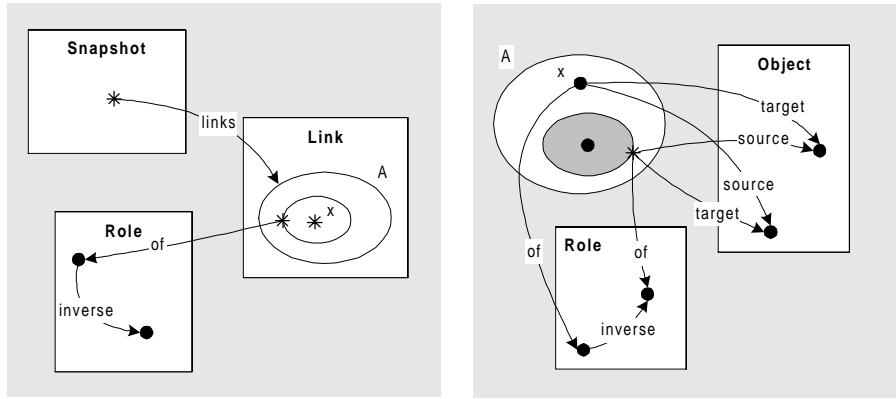 Snapshot
links
Link
A
x
Role
of
inverse
A
x
Object
target
source
source
target
of
Role
of
inverse